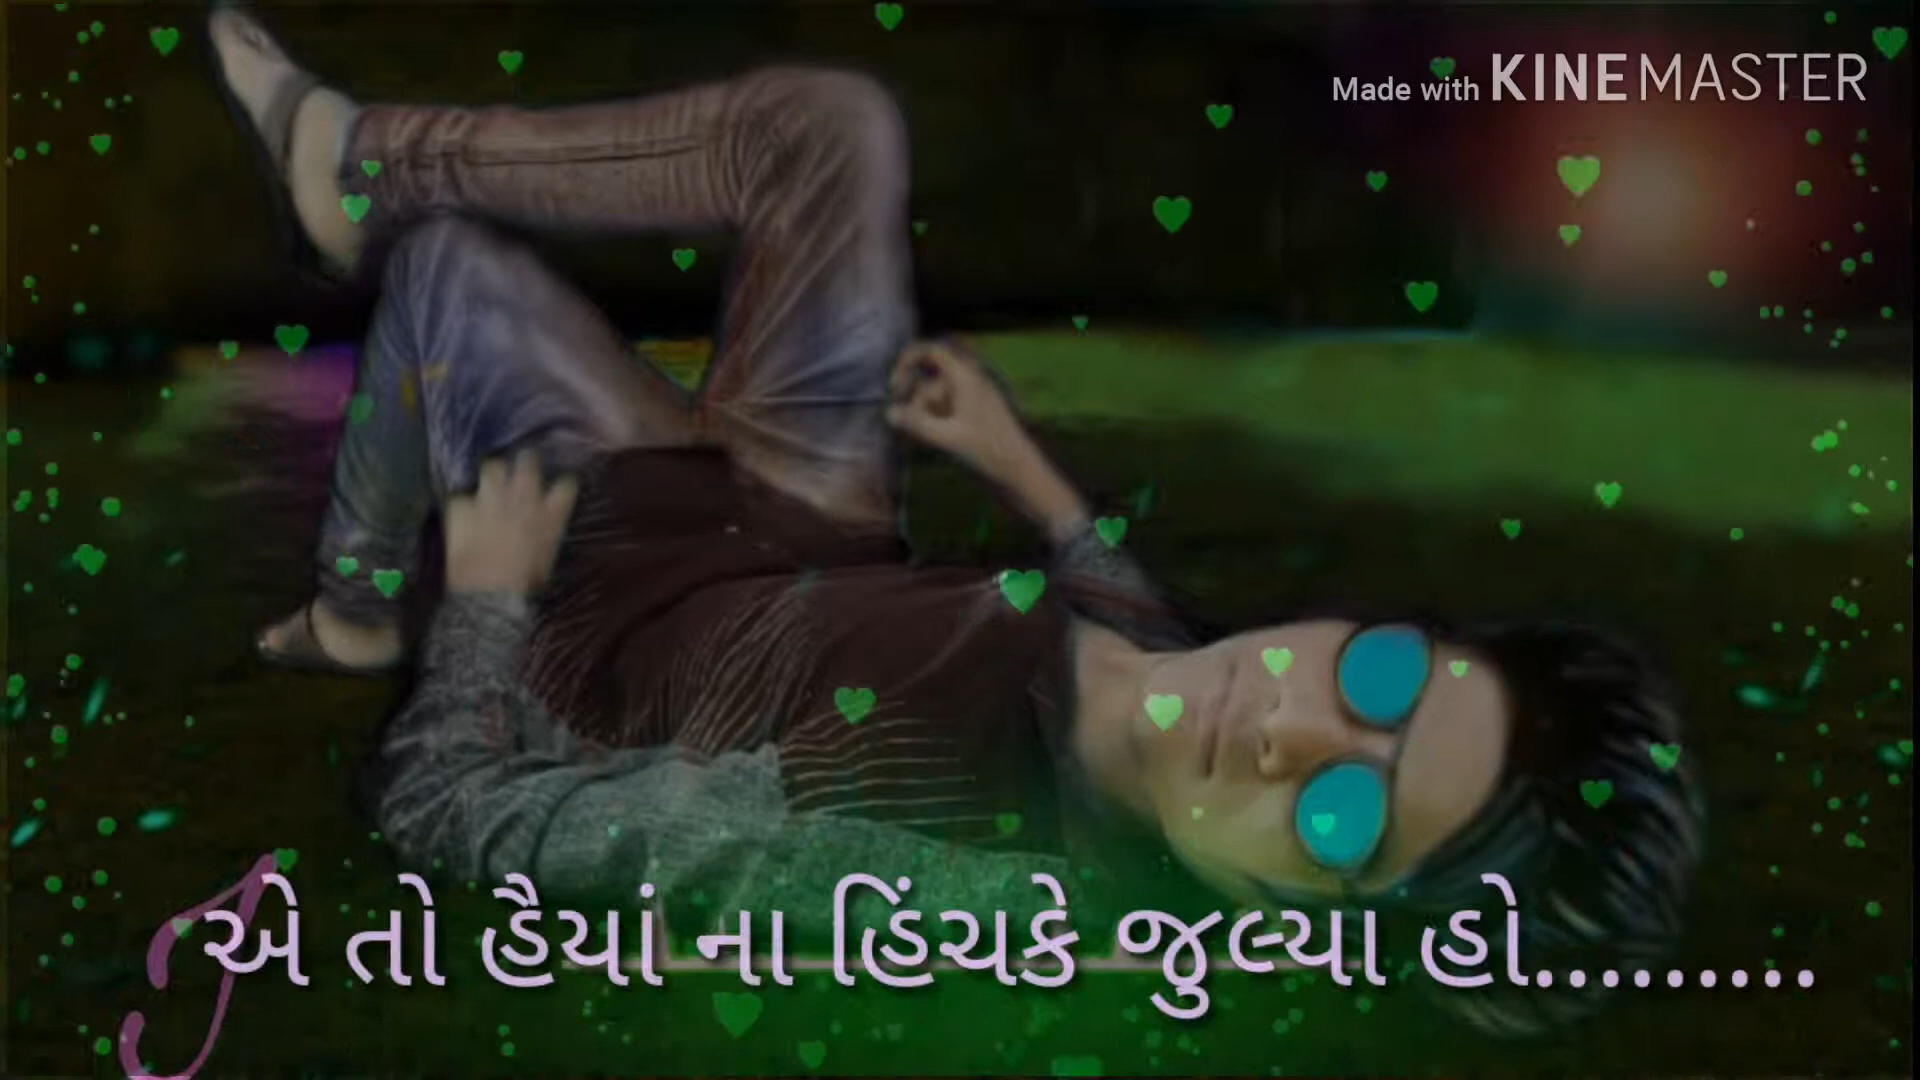 Made with KINEMASTER
એ તો હૈયાં ના હિંચકે જુલ્યા હો.........